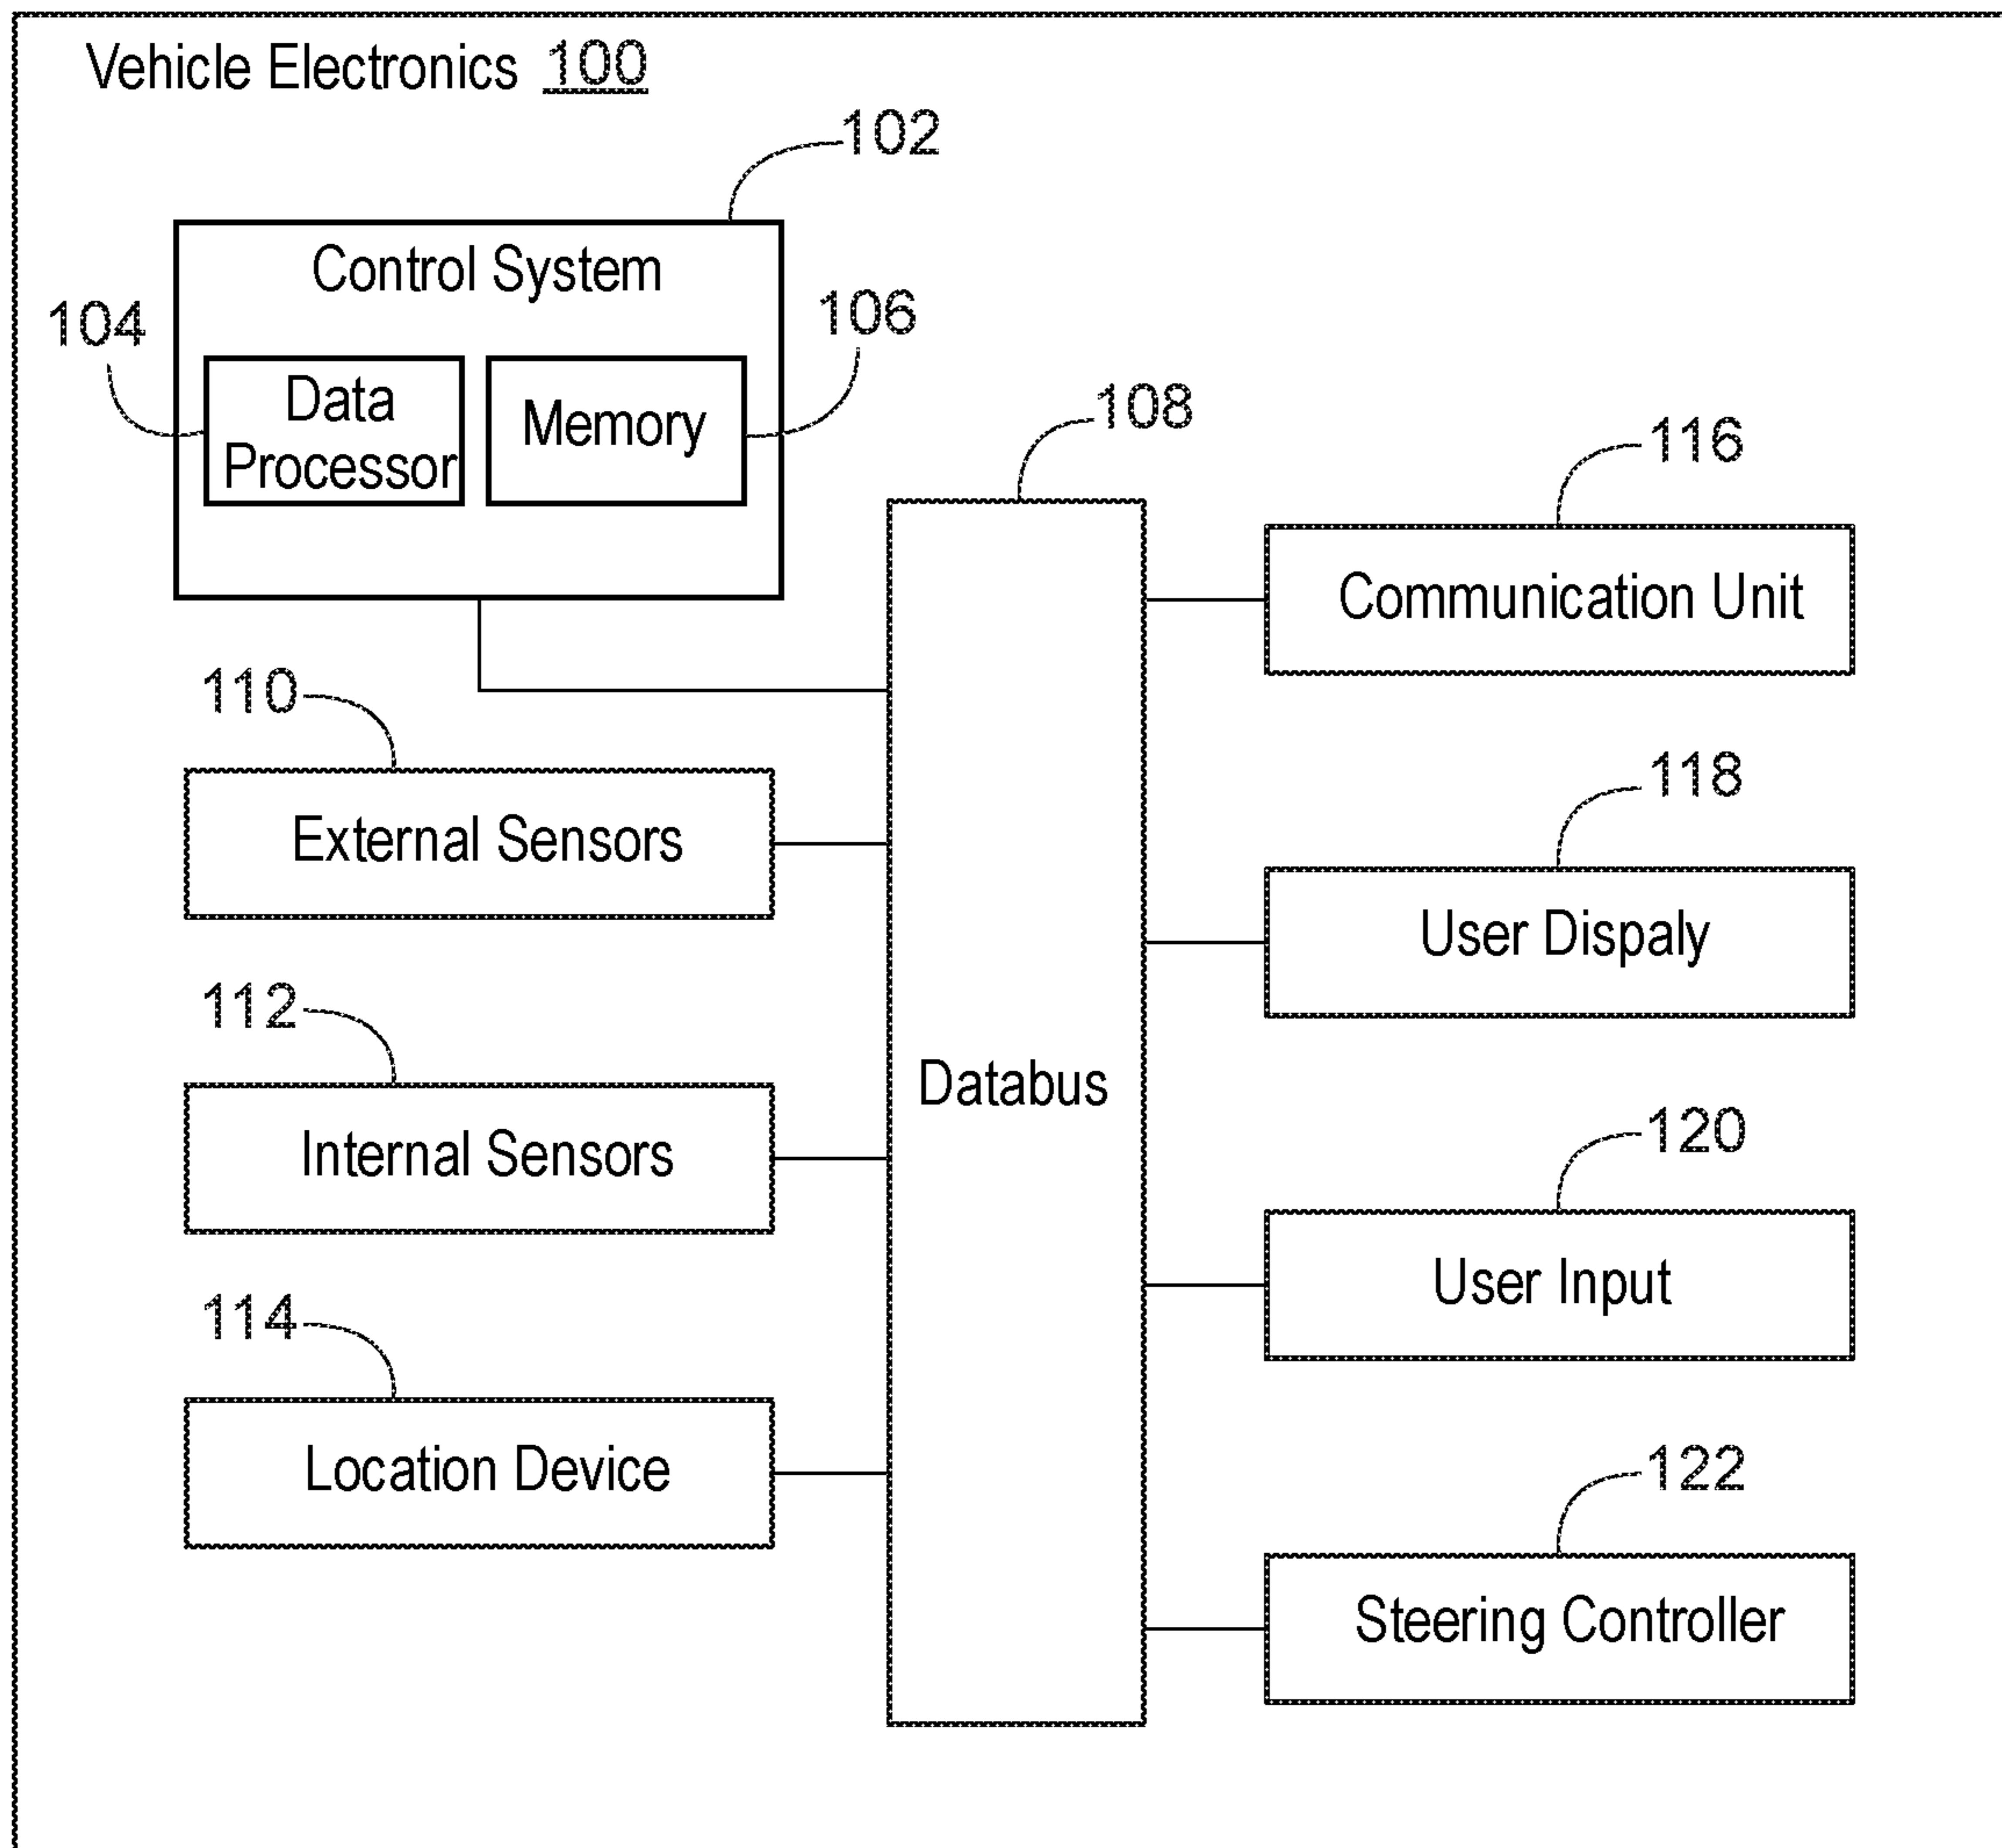 Vehicle Electronics 100
102
Control System
104
106
Data
Processor
Memory
108
116
Communication Unit
110
External Sensors
118
User Dispaly
112
Internal Sensors
Databus
120
User Input
114
Location Device
122
Steering Controller